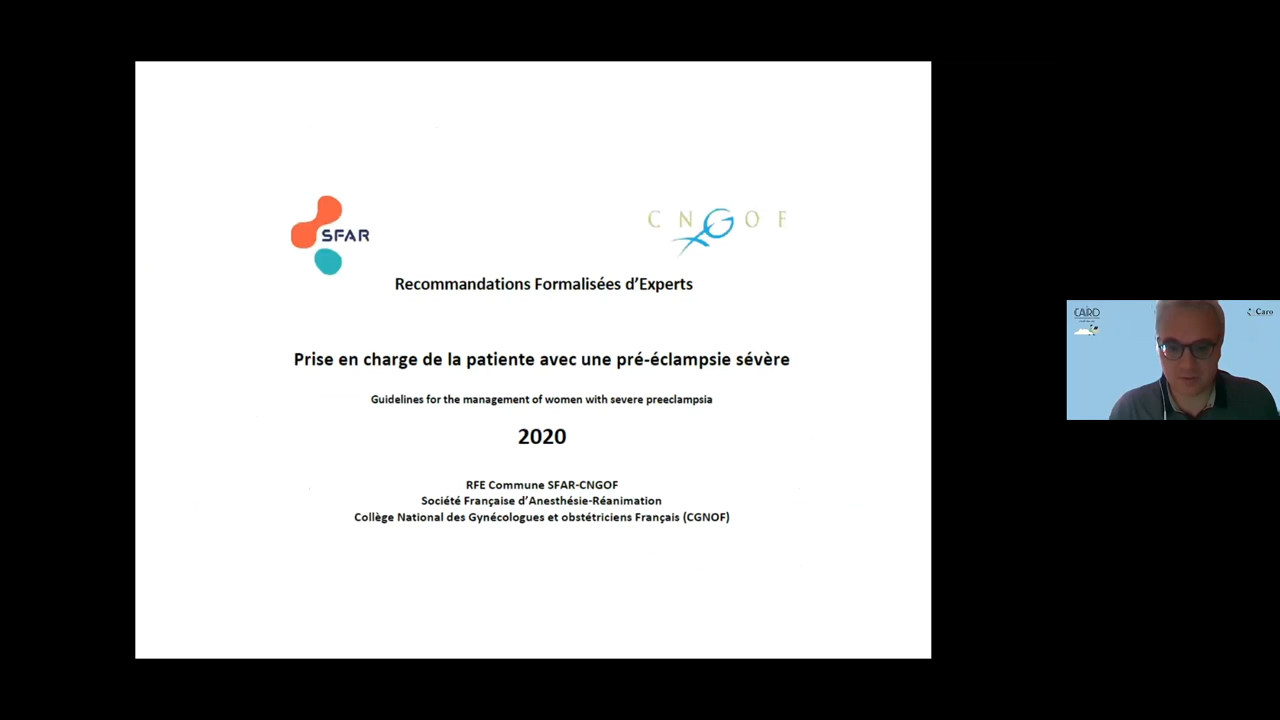 SFAR
CNGOF
Recommandations Formalisées d'Experts
Prise en charge de la patiente avec une pré-éclampsie sévère
Guidelines for the management of women with severe preeclampsia
2020
RFE Commune SFAR-CNGOF
Société Française d'Anesthésie-Réanimation
Collège National des Gynécologues et obstétriciens Français (CGNOF)
CARO
Caro